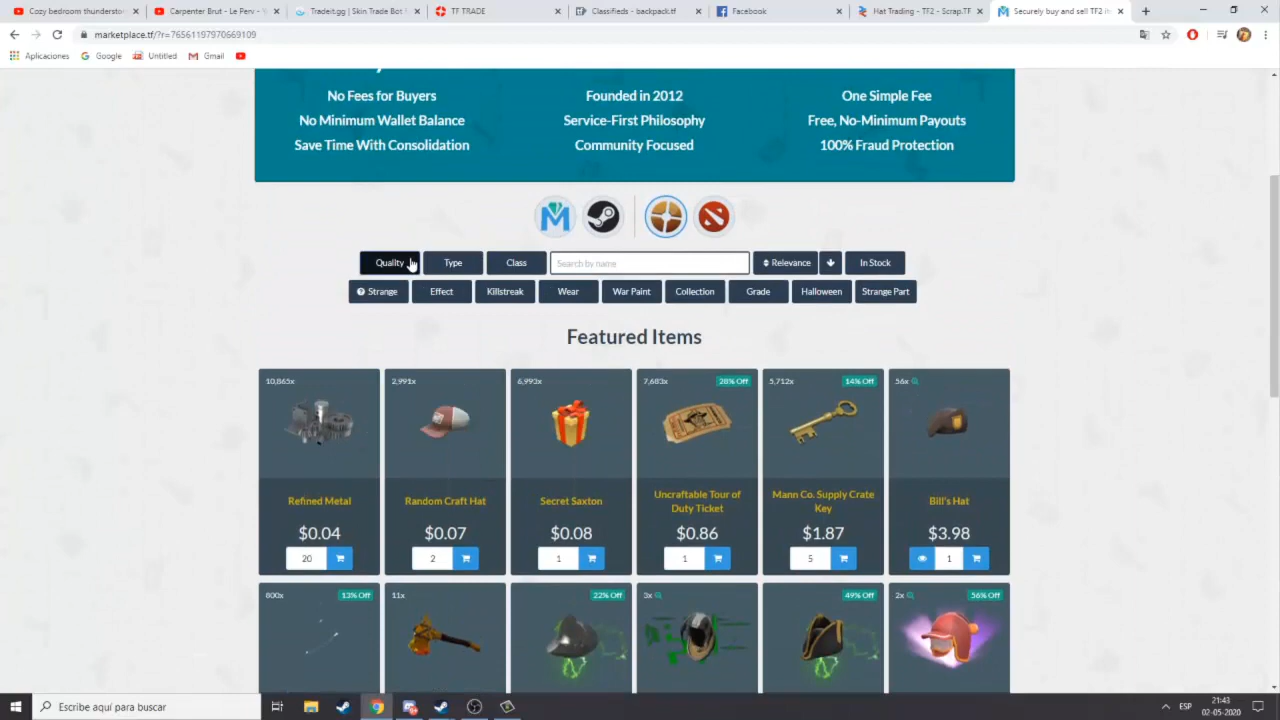 Cozy bedroom thunderstor
Carpenter Brut - Le Perv - V
Tradeit.gg | Skin Trade Bot
TF TRADE
Classifieds - backpack.tf
Facebook
Hat Trading - TF2 - Scrap.TF
Securely buy and sell TF2 i
marketplace.tf/?r=76561197970669109
Aplicaciones
Google
Untitled
Gmail
No Fees for Buyers
Founded in 2012
One Simple Fee
No Minimum Wallet Balance
Service-First Philosophy
Free, No-Minimum Payouts
Save Time With Consolidation
Community Focused
100% Fraud Protection
Quality
Type
Class
Search by name
Relevance
In Stock
Strange
Effect
Killstreak
Wear
War Paint
Collection
Grade
Halloween
Strange Part
Featured Items
10,865x
2,991x
6,993x
7,683x
28% Off
5,712x
14% Off
56x
Refined Metal
Random Craft Hat
Secret Saxton
Uncraftable Tour of
Duty Ticket
Mann Co. Supply Crate
Key
Bill's Hat
$0.04
$0.07
$0.08
$0.86
$1.87
$3.98
20
2
1
1
5
1
800x
13% Off
11x
22% Off
3x
49% Off
2x
56% Off
Escribe aquí para buscar
ESP
21:43
02-05-2020